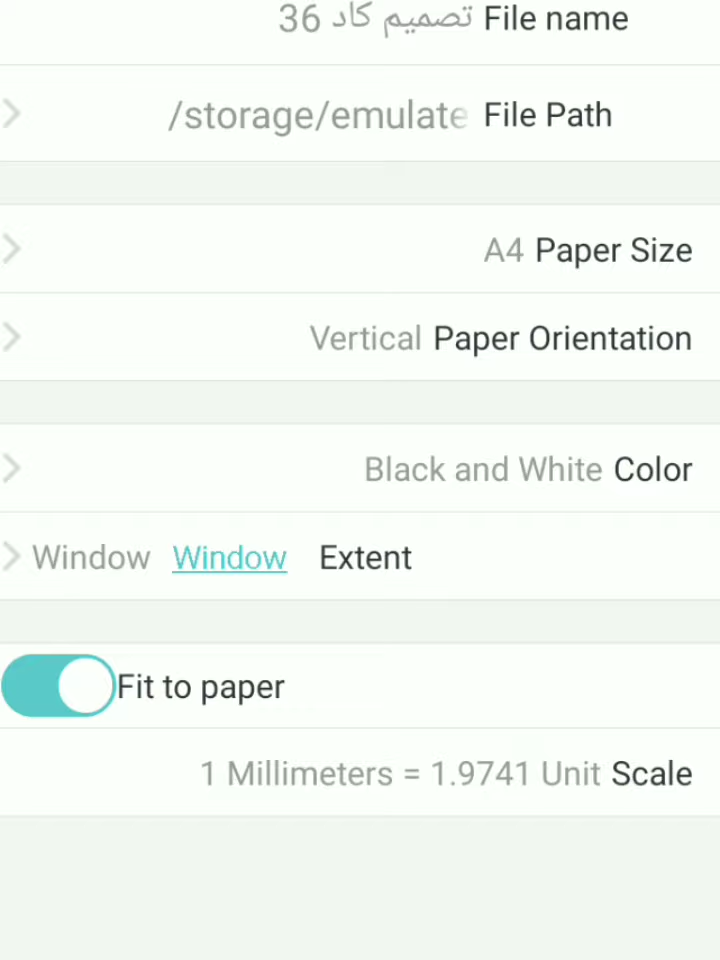 File name تصميم كاد 36
File Path /storage/emulate
Paper Size A4
Paper Orientation Vertical
Color Black and White
Extent Window Window
Fit to paper
Scale 1 Millimeters = 1.9741 Unit